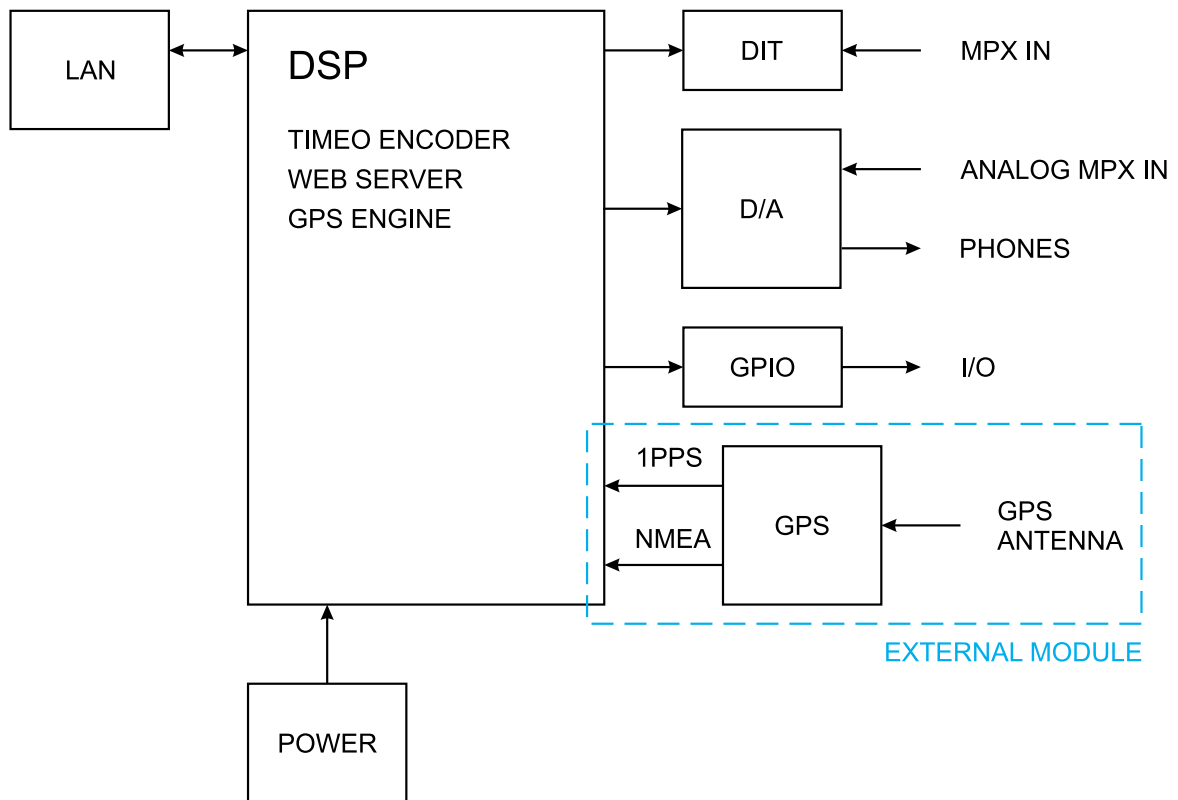 LAN
DSP
TIMEO ENCODER
WEB SERVER
GPS ENGINE
DIT
MPX IN
D/A
ANALOG MPX IN
PHONES
GPIO
I/O
1PPS
NMEA
GPS
GPS
ANTENNA
EXTERNAL MODULE
POWER